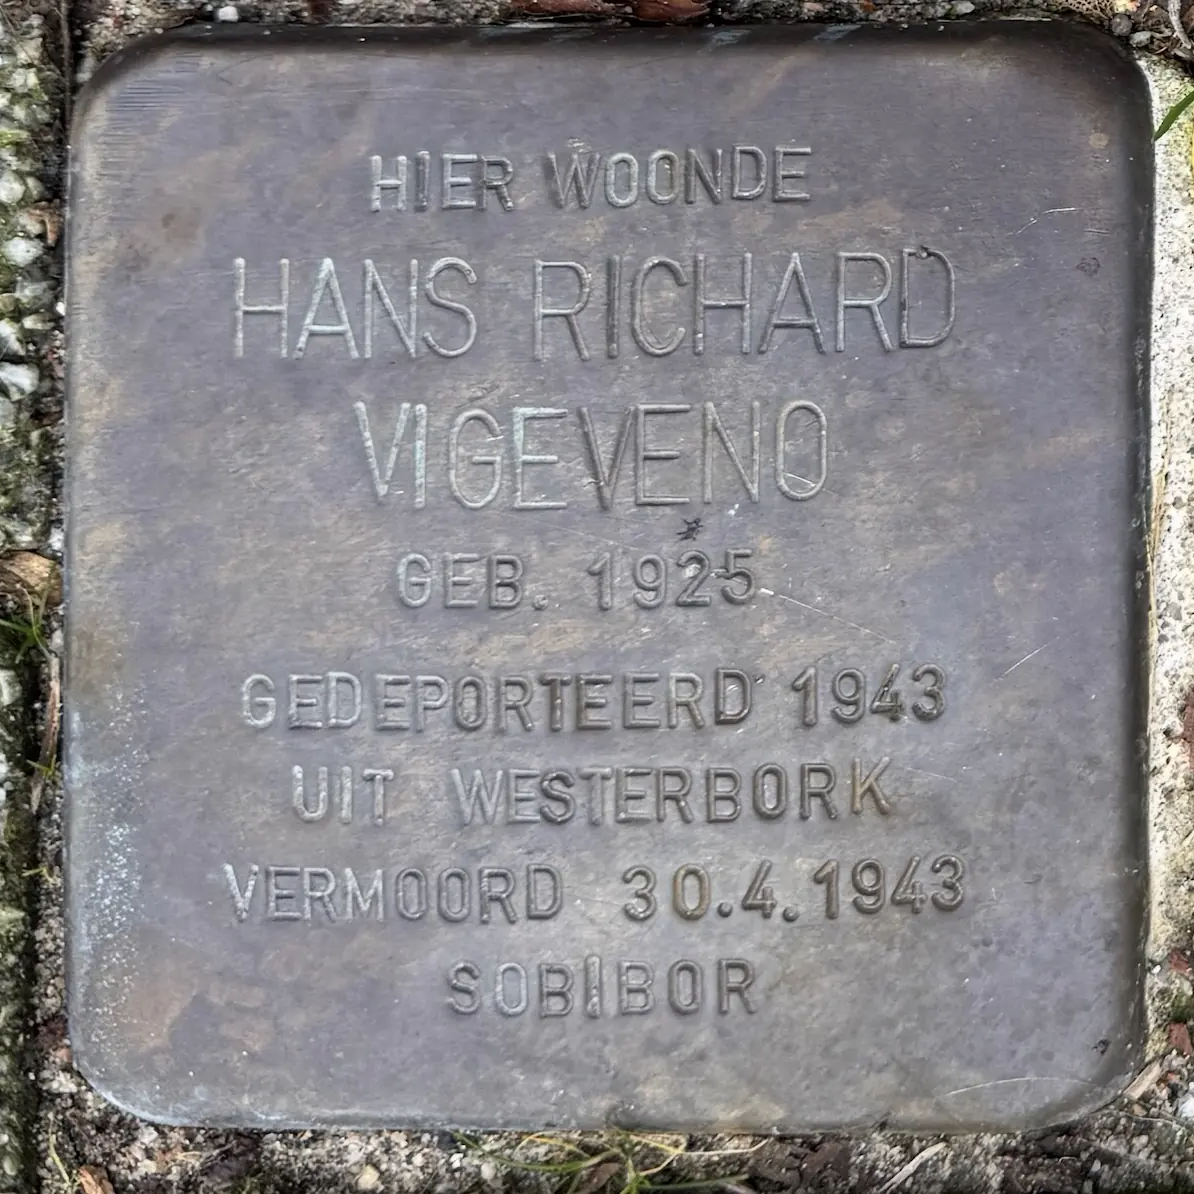 HIER WOONDE
HANS RICHARD
VIGEVENO
GEB. 1925
GEDEPORTEERD 1943
UIT WESTERBORK
VERMOORD 30.4.1943
SOBIBOR